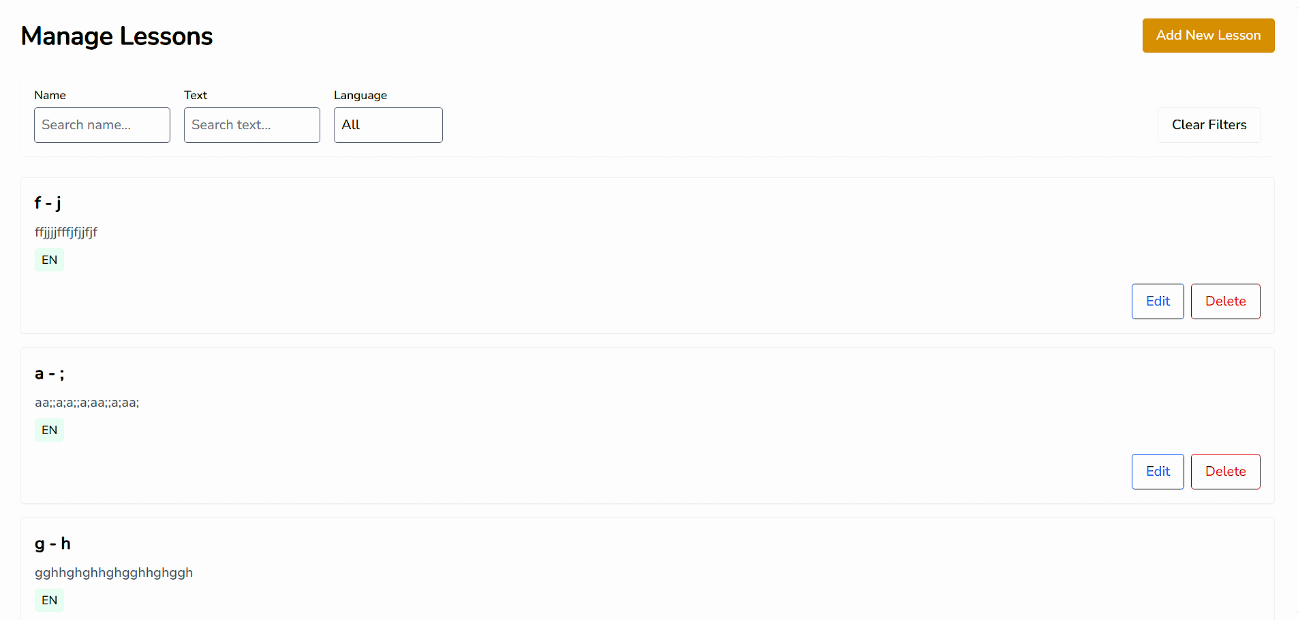 Manage Lessons
Add New Lesson
Name
Text
Language
Search name...
Search text...
All
Clear Filters
f - j
ffjjjjfffjfjjfjf
EN
Edit
Delete
a - ;
aa;;a;a;;a;aa;;a;aa;
EN
Edit
Delete
g - h
gghhghghhghgghhghggh
EN